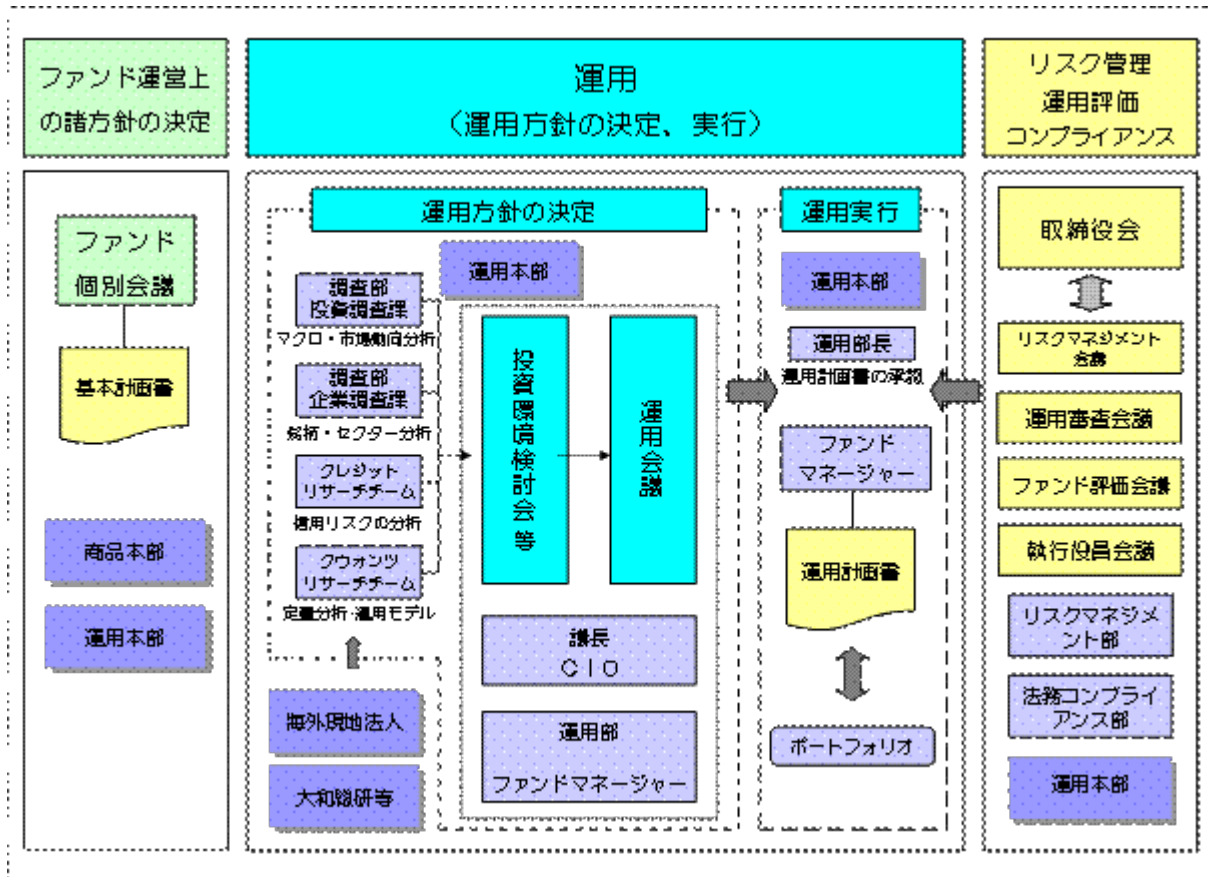 ファンド運営上
の諸方針の決定
運用
（運用方針の決定、実行）
リスク管理
運用評価
コンプライアンス
ファンド
個別会議
基本計画書
商品本部
運用本部
運用方針の決定
運用本部
調査部
投資調査課
マクロ・市場動向分析
調査部
企業調査課
銘柄・セクター分析
クレジット
リサーチチーム
信用リスクの分析
クウォンツ
リサーチチーム
定量分析・運用モデル
海外現地法人
大和総研等
投資環境検討会等
運用会議
議長
ＣＩＯ
運用部
ファンドマネージャー
運用実行
運用本部
運用部長
運用計画書の承認
ファンド
マネージャー
運用計画書
ポートフォリオ
取締役会
リスクマネジメント
会議
運用審査会議
ファンド評価会議
執行役員会議
リスクマネジメ
ント部
法務コンプライ
アンス部
運用本部